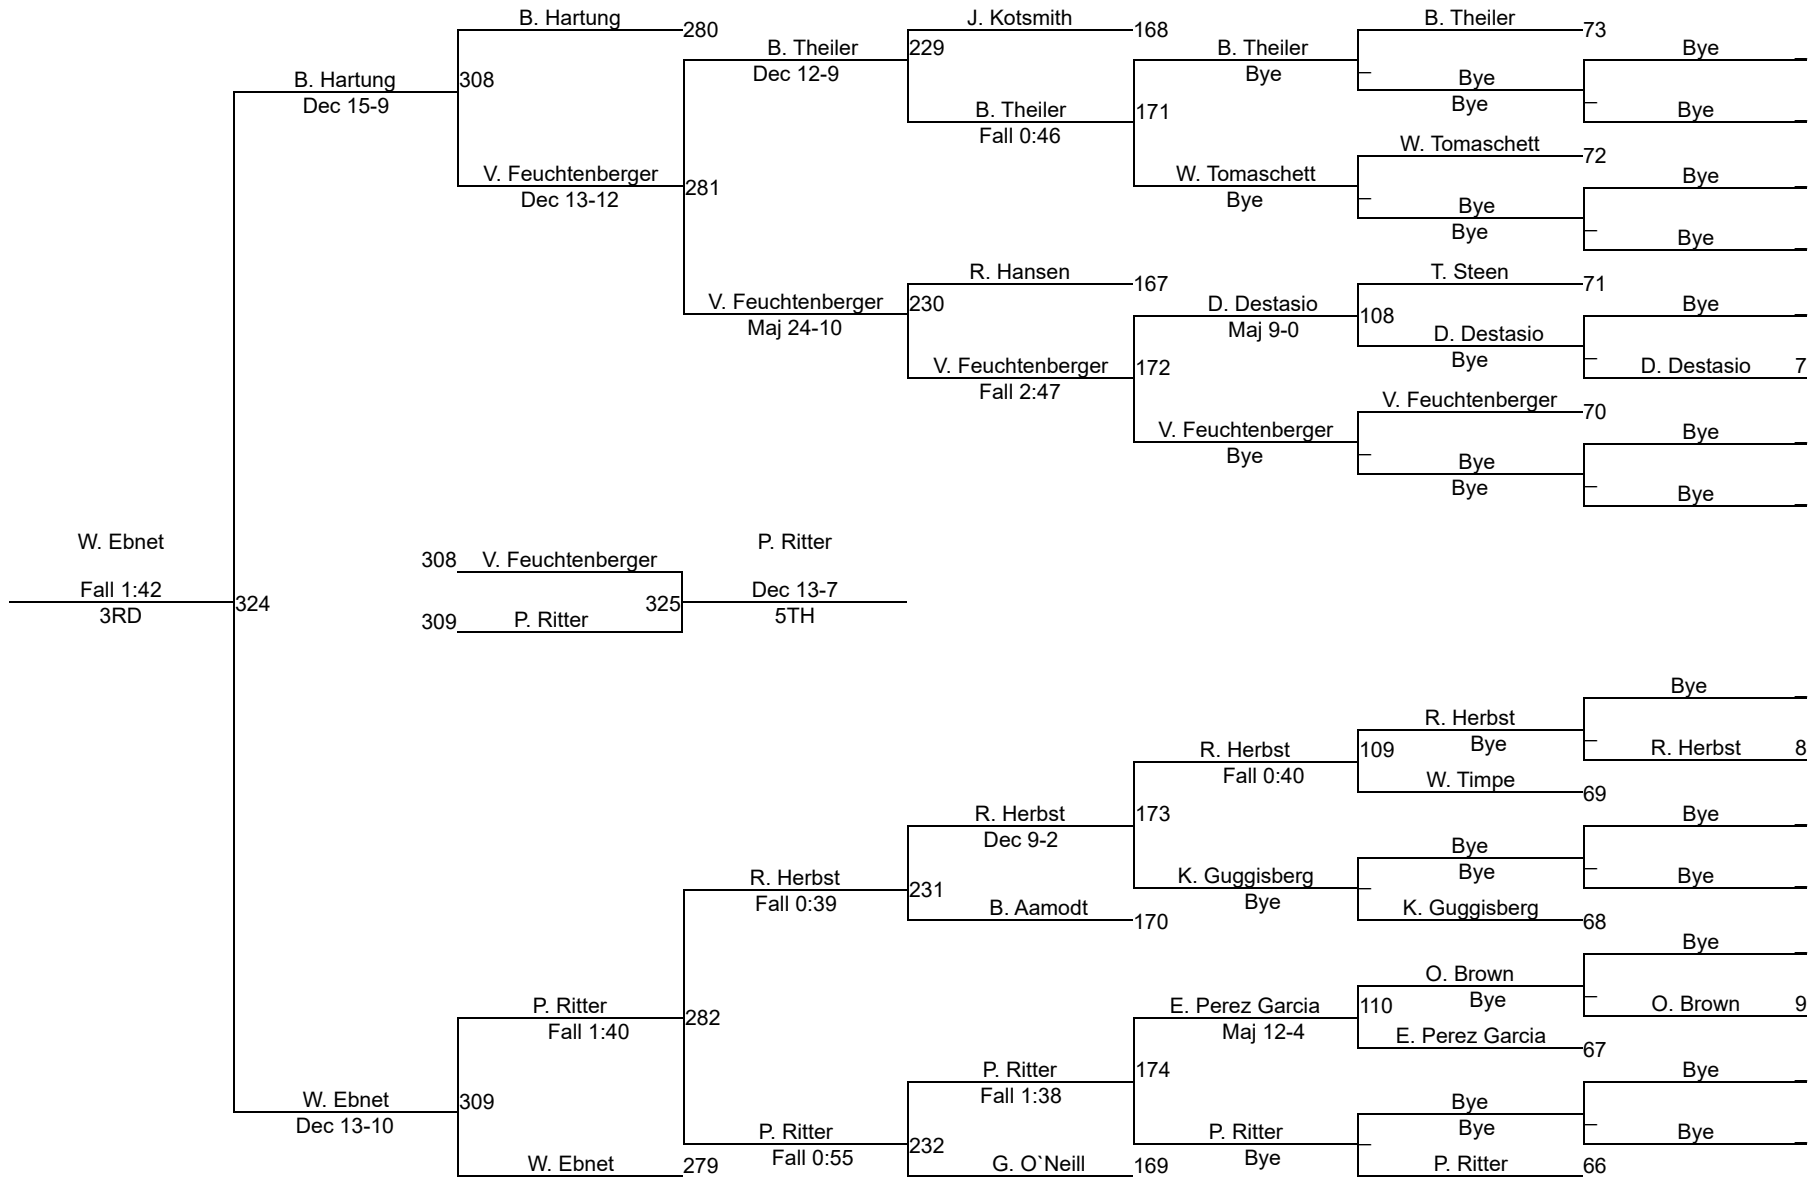 B. Hartung
280
J. Kotsmith
168
B. Theiler
73
B. Theiler
Dec 12-9
229
B. Theiler
Bye
Bye
Bye
Bye
B. Hartung
Dec 15-9
308
B. Theiler
Fall 0:46
171
Bye
W. Tomaschett
72
V. Feuchtenberger
Dec 13-12
281
W. Tomaschett
Bye
Bye
Bye
Bye
Bye
R. Hansen
167
T. Steen
71
V. Feuchtenberger
Maj 24-10
230
D. Destasio
Maj 9-0
108
Bye
D. Destasio
Bye
V. Feuchtenberger
Fall 2:47
172
D. Destasio 7
V. Feuchtenberger
70
V. Feuchtenberger
Bye
Bye
Bye
Bye
Bye
W. Ebnet
Fall 1:42
3RD
324
308 V. Feuchtenberger
309 P. Ritter
325
P. Ritter
Dec 13-7
5TH
Bye
R. Herbst
Bye
R. Herbst 8
R. Herbst
Fall 0:40
109
W. Timpe
69
R. Herbst
Dec 9-2
173
Bye
Bye
Bye
Bye
R. Herbst
Fall 0:39
231
K. Guggisberg
Bye
B. Aamodt
170
K. Guggisberg
68
Bye
O. Brown
Bye
O. Brown 9
P. Ritter
Fall 1:40
282
E. Perez Garcia
Maj 12-4
110
E. Perez Garcia
67
P. Ritter
Fall 1:38
174
Bye
W. Ebnet
Dec 13-10
309
Bye
Bye
Bye
P. Ritter
Fall 0:55
232
P. Ritter
Bye
W. Ebnet
279
G. O`Neill
169
P. Ritter
66